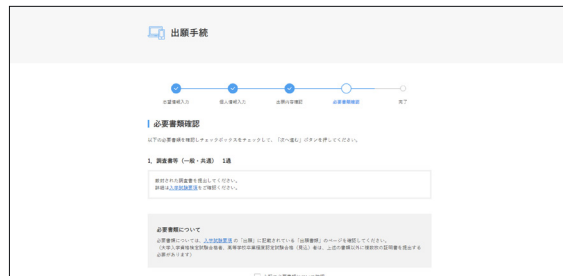 出願手続
志望情報入力 個人情報入力 出願内容確認 必要書類確認 完了
必要書類確認
以下の必要書類を確認しチェックボックスをチェックして、「次へ進む」ボタンを押してください。
1. 調査書等（一般・共通） 1通
厳封された調査書を提出してください。
詳細は入学試験要項をご確認ください。
必要書類について
必要書類については、入学試験要項 の「出願」に記載されている「出願書類」のページを確認してください。
（大学入学資格検定試験合格者、高等学校卒業程度認定試験合格（見込）者は、上述の書類以外に複数枚の証明書を提出する
必要があります）